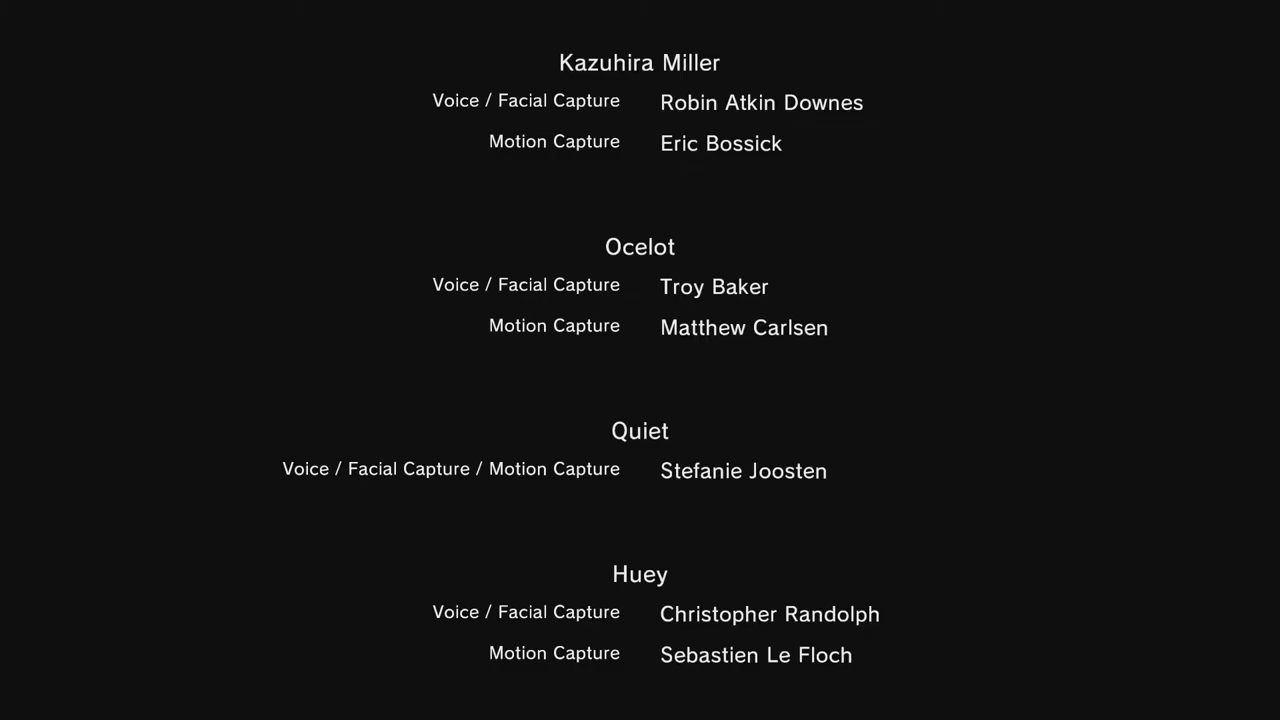 Kazuhira Miller
Voice / Facial Capture Robin Atkin Downes
Motion Capture Eric Bossick
Ocelot
Voice / Facial Capture Troy Baker
Motion Capture Matthew Carlsen
Quiet
Voice / Facial Capture / Motion Capture Stefanie Joosten
Huey
Voice / Facial Capture Christopher Randolph
Motion Capture Sebastien Le Floch